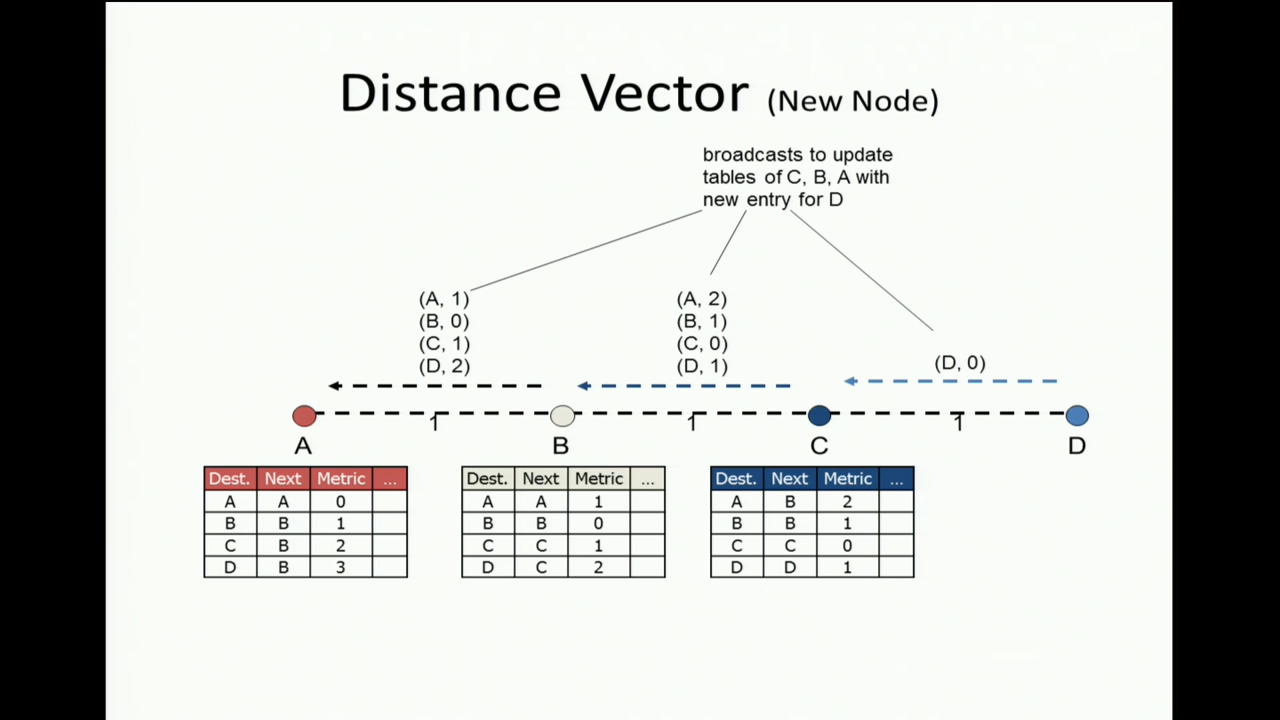 Distance Vector (New Node)
broadcasts to update
tables of C, B, A with
new entry for D
(A, 1)
(B, 0)
(C, 1)
(D, 2)
(A, 2)
(B, 1)
(C, 0)
(D, 1)
(D, 0)
1
1
1
A
B
C
D
Dest. Next Metric ...
A A 0
B B 1
C B 2
D B 3
Dest. Next Metric ...
A A 1
B B 0
C C 1
D C 2
Dest. Next Metric ...
A B 2
B B 1
C C 0
D D 1